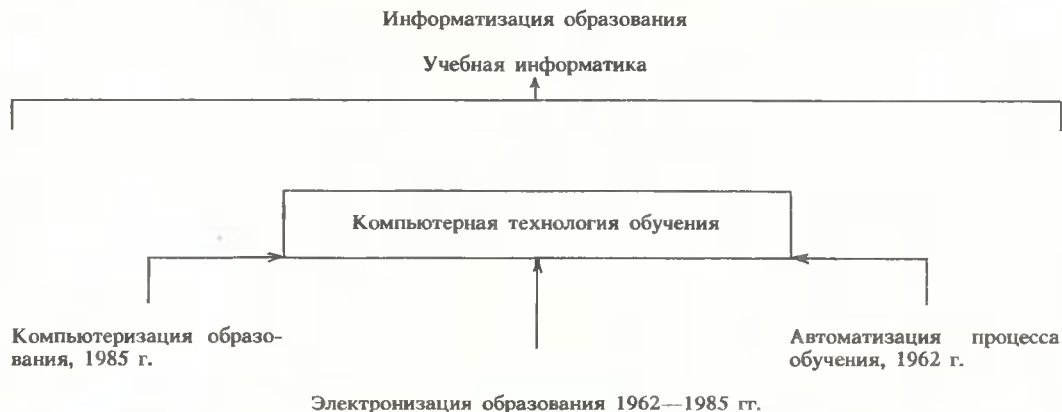 Информатизация образования
Учебная информатика
Компьютерная технология обучения
Компьютеризация образо-
вания, 1985 г.
Автоматизация процесса
обучения, 1962 г.
Электронизация образования 1962—1985 гг.